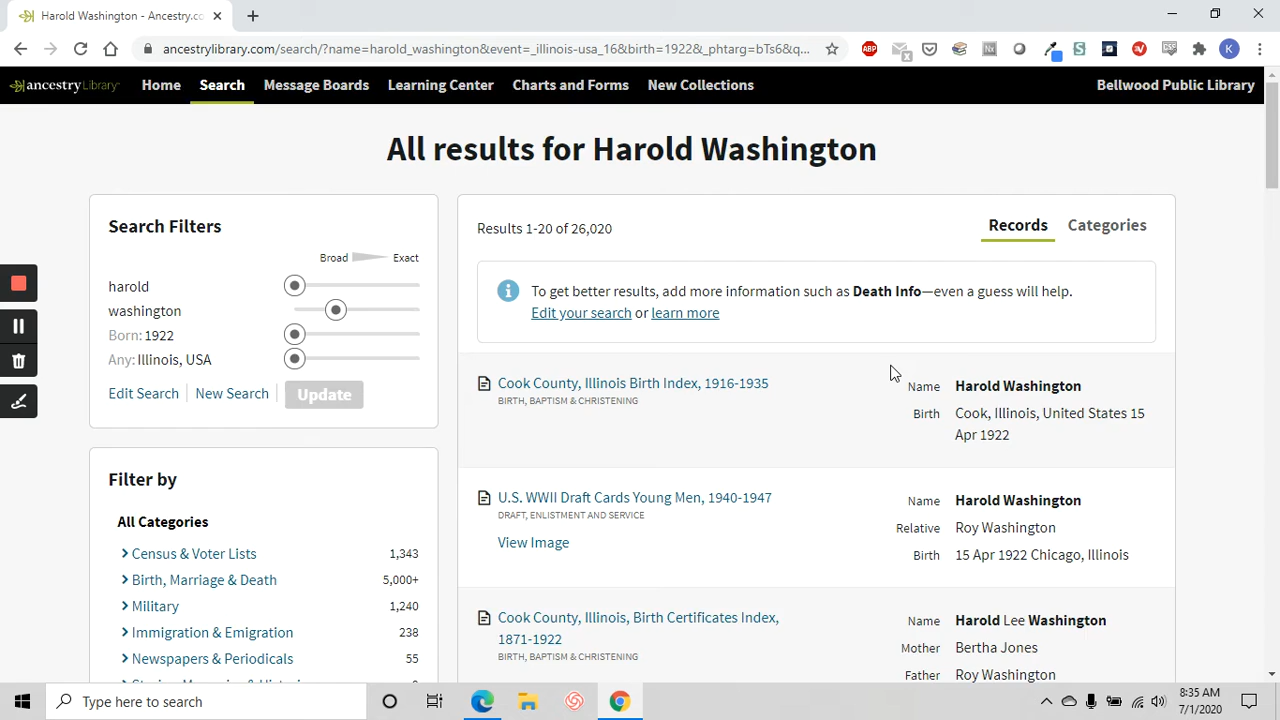 Harold Washington - Ancestry.co
ancestrylibrary.com/search/?name=harold_washington&event=_illinois-usa_16&birth=1922&_phtarg=bTs6&q...
ABP
Nx
S
K
ancestryLibrary
Home
Search
Message Boards
Learning Center
Charts and Forms
New Collections
Bellwood Public Library
All results for Harold Washington
Search Filters
Broad
Exact
harold
washington
Born: 1922
Any: Illinois, USA
Edit Search
New Search
Update
Filter by
All Categories
Census & Voter Lists 1,343
Birth, Marriage & Death 5,000+
Military 1,240
Immigration & Emigration 238
Newspapers & Periodicals 55
Results 1-20 of 26,020
Records
Categories
To get better results, add more information such as Death Info—even a guess will help.
Edit your search or learn more
Cook County, Illinois Birth Index, 1916-1935
BIRTH, BAPTISM & CHRISTENING
Name Harold Washington
Birth Cook, Illinois, United States 15
Apr 1922
U.S. WWII Draft Cards Young Men, 1940-1947
DRAFT, ENLISTMENT AND SERVICE
View Image
Name Harold Washington
Relative Roy Washington
Birth 15 Apr 1922 Chicago, Illinois
Cook County, Illinois, Birth Certificates Index,
1871-1922
BIRTH, BAPTISM & CHRISTENING
Name Harold Lee Washington
Mother Bertha Jones
Father Roy Washington
Type here to search
8:35 AM
7/1/2020